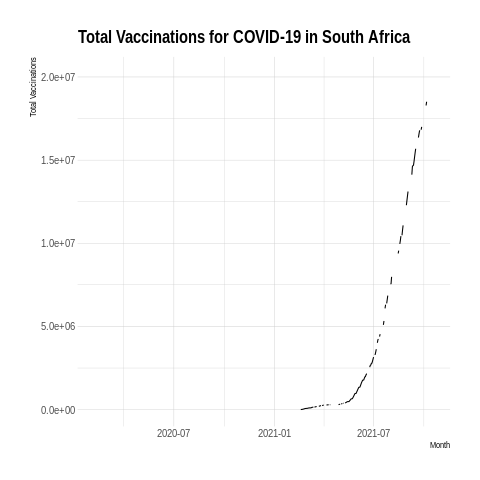 Total Vaccinations for COVID-19 in South Africa
Total Vaccinations
2.0e+07
1.5e+07
1.0e+07
5.0e+06
0.0e+00
2020-07
2021-01
2021-07
Month